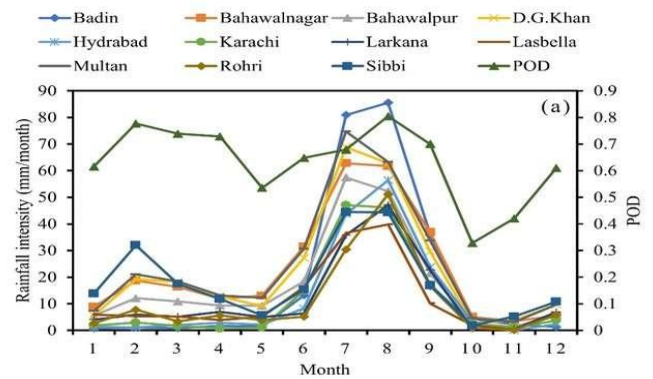 Badin Bahawalnagar Bahawalpur D.G.Khan
Hydrabad Karachi Larkana Lasbella
Multan Rohri Sibbi POD
(a)
90 0.9
80 0.8
70 0.7
60 0.6
50 0.5
40 0.4
30 0.3
20 0.2
10 0.1
0 0
1 2 3 4 5 6 7 8 9 10 11 12
Month
Rainfall intensity (mm/month)
POD